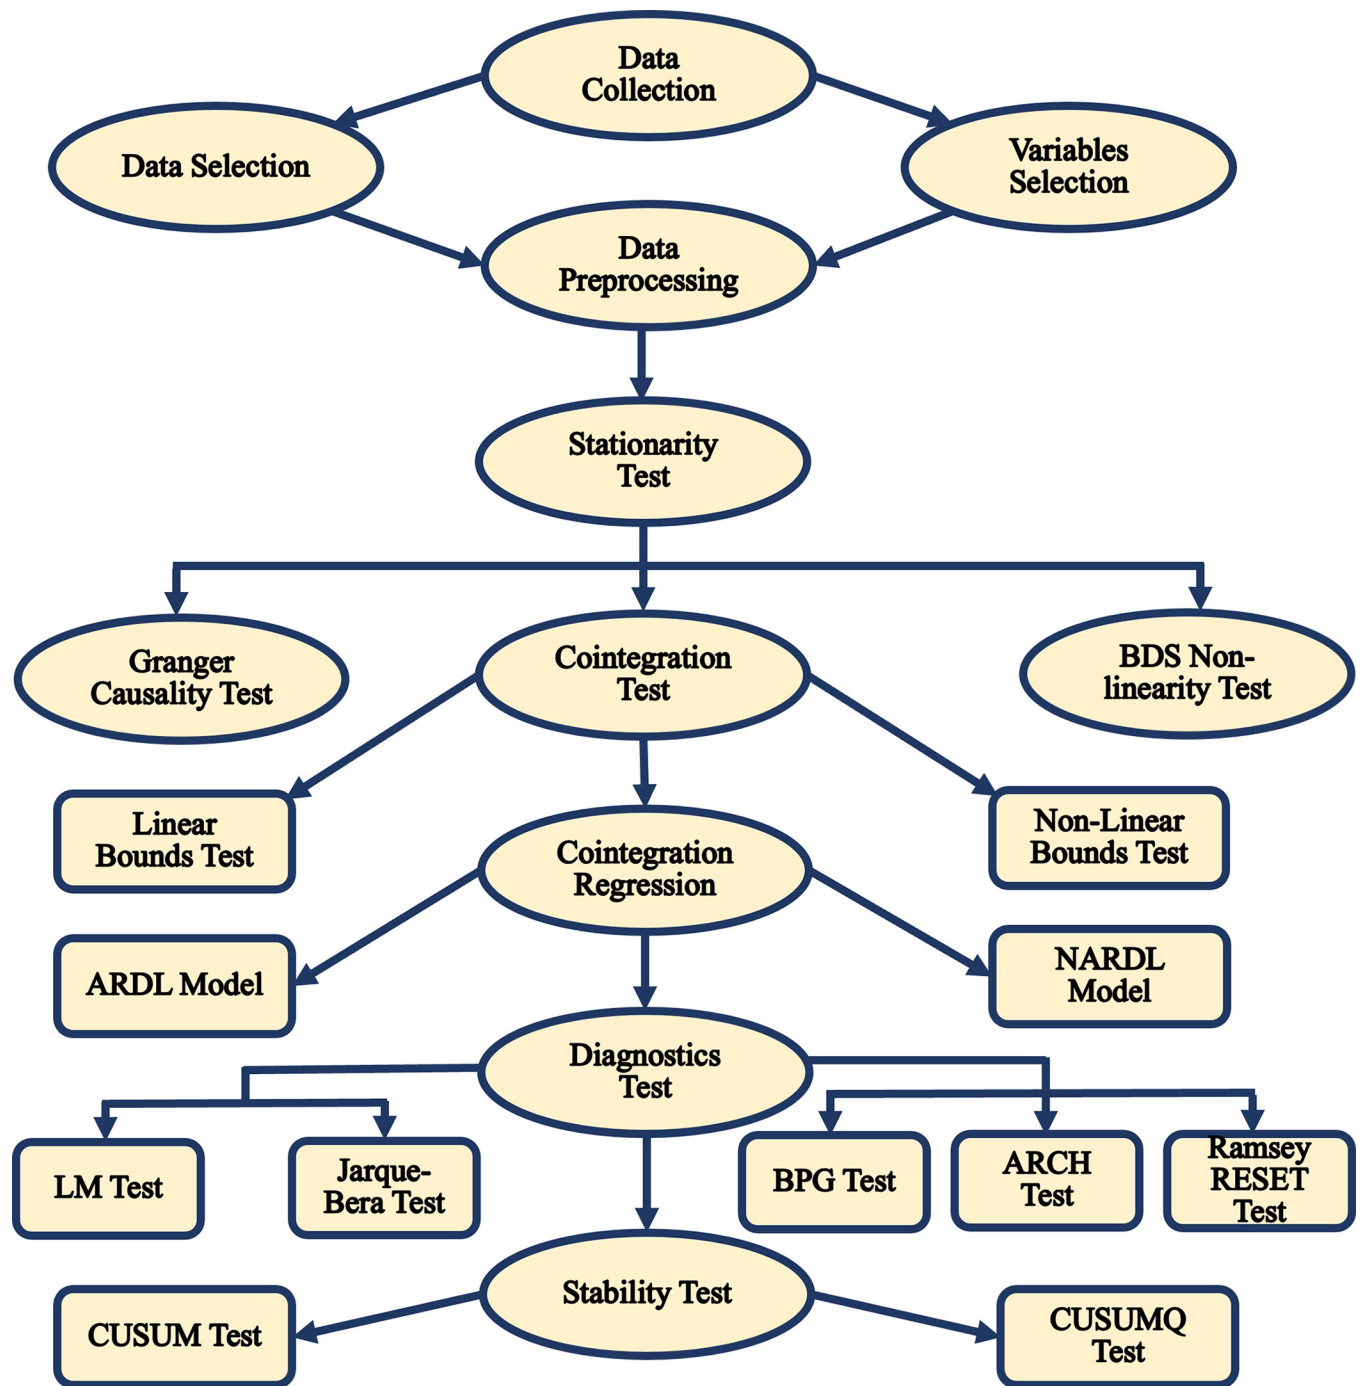 Data
Collection
Data Selection
Variables
Selection
Data
Preprocessing
Stationarity
Test
Granger
Causality Test
Cointegration
Test
BDS Non-
linearity Test
Linear
Bounds Test
Non-Linear
Bounds Test
Cointegration
Regression
ARDL Model
NARDL
Model
Diagnostics
Test
LM Test
Jarque-
Bera Test
BPG Test
ARCH
Test
Ramsey
RESET
Test
Stability Test
CUSUM Test
CUSUMQ
Test